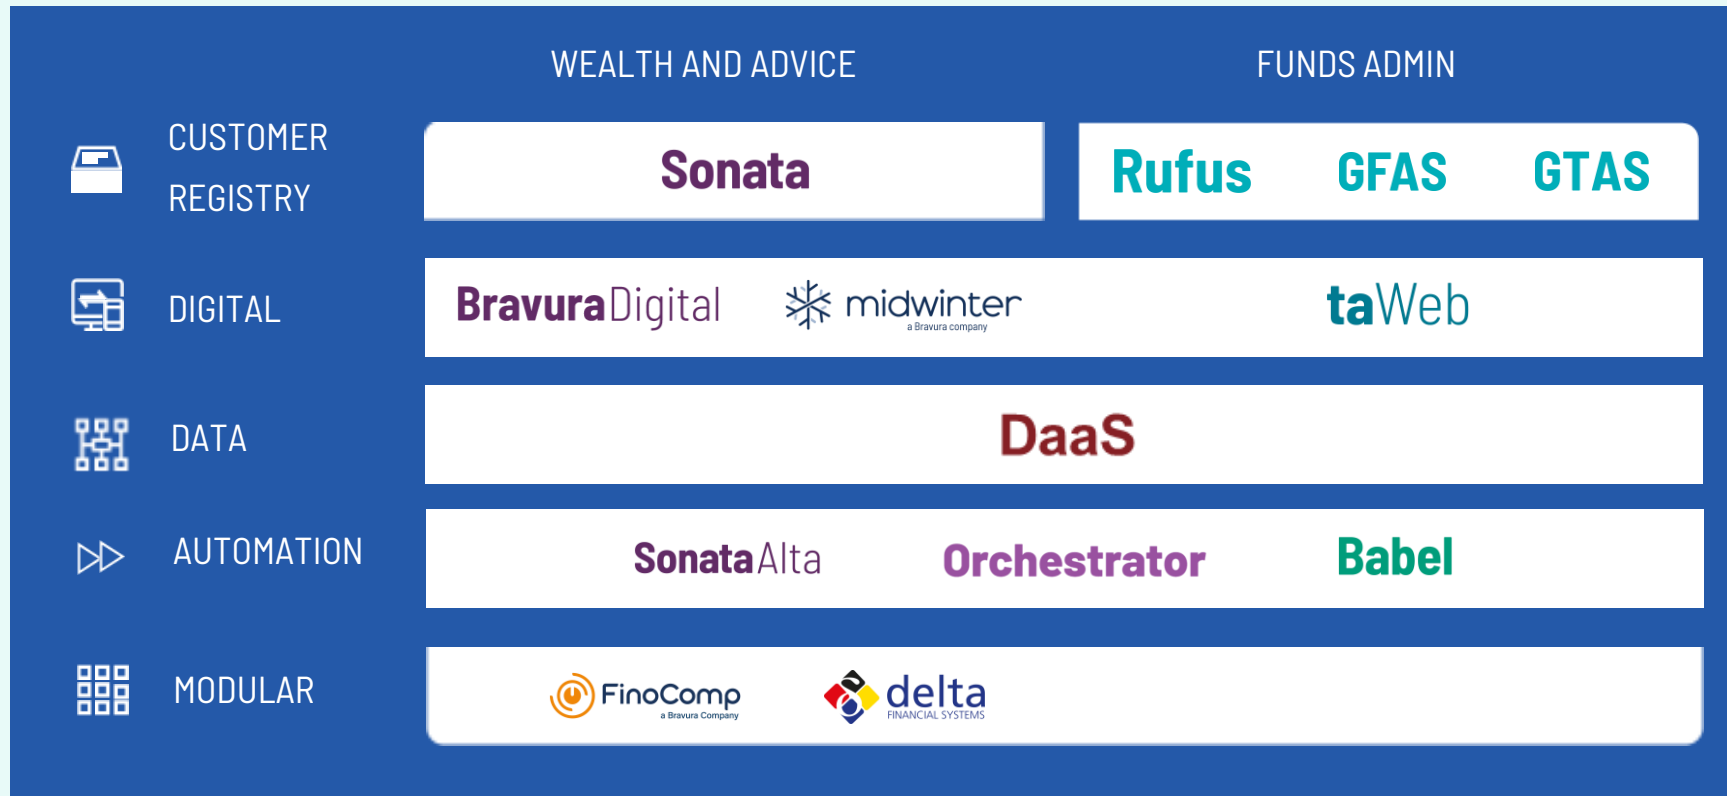 WEALTH AND ADVICE
FUNDS ADMIN
CUSTOMER
REGISTRY
Sonata
Rufus
GFAS
GTAS
DIGITAL
BravuraDigital
midwinter
a Bravura company
taWeb
DATA
DaaS
AUTOMATION
SonataAlta
Orchestrator
Babel
MODULAR
FinoComp
a Bravura Company
delta
FINANCIAL SYSTEMS